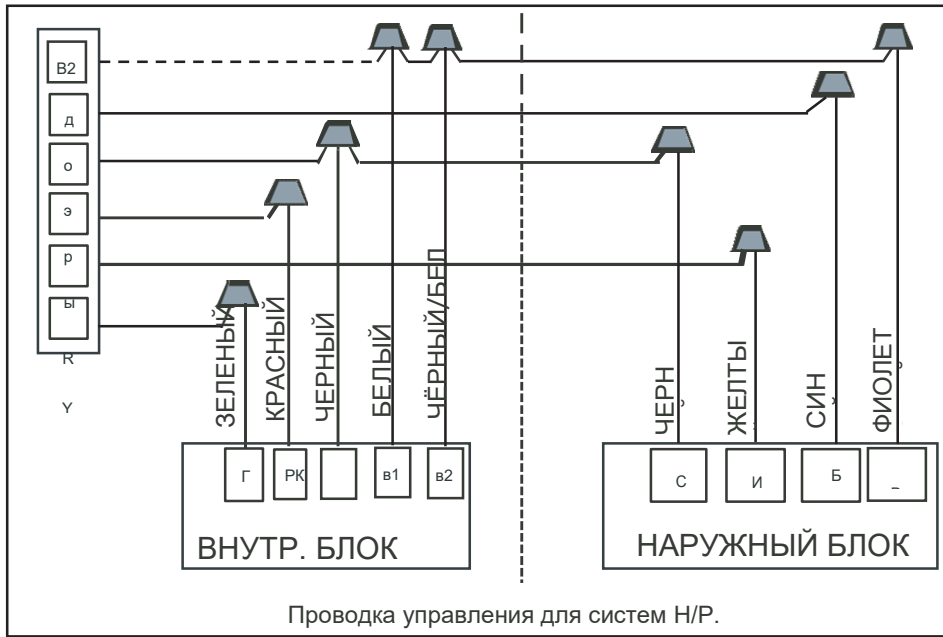 В2
д
о
э
р
ы
R
Y
ЗЕЛЕНЫЙ
КРАСНЫЙ
ЧЕРНЫЙ
БЕЛЫЙ
ЧЁРНЫЙ/БЕЛ
ЧЕРН
ЖЕЛТЫ
СИН
ФИОЛЕТ
Г
РК
в1
в2
С
И
Б
–
ВНУТР. БЛОК
НАРУЖНЫЙ БЛОК
Проводка управления для систем Н/Р.